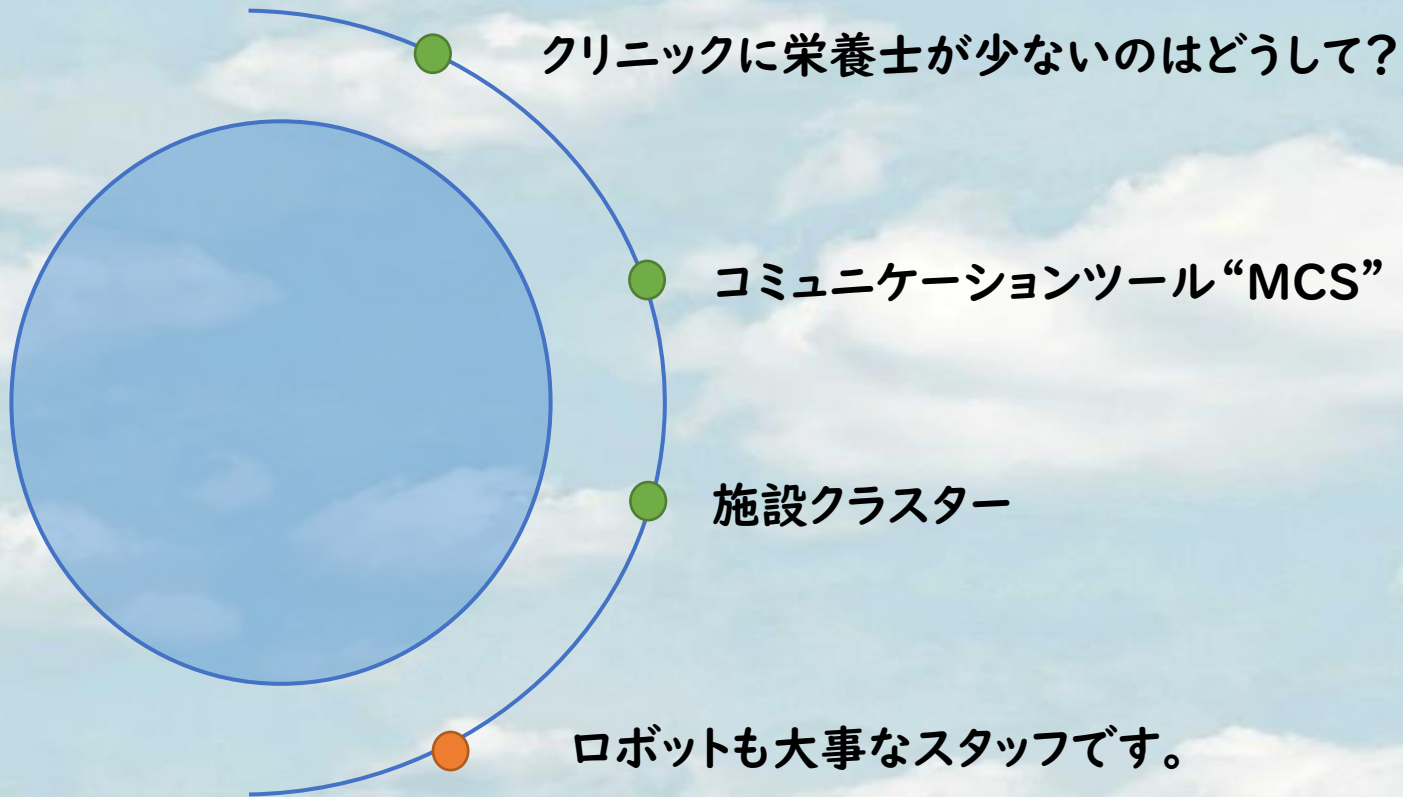 クリニックに栄養士が少ないのはどうして?
コミュニケーションツール“MCS”
施設クラスター
ロボットも大事なスタッフです。